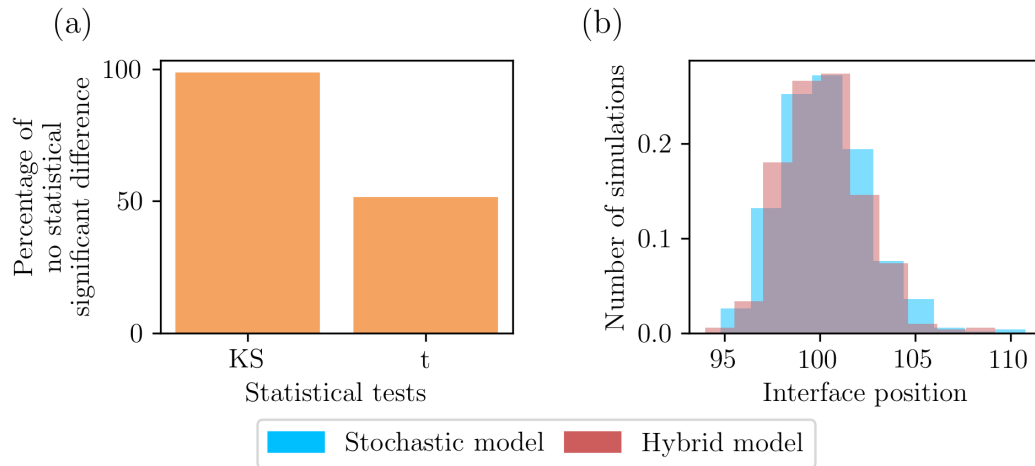 (a)
Percentage of
no statistical
significant difference
100
50
0
KS
t
Statistical tests
(b)
Number of simulations
0.2
0.1
0.0
95
100
105
110
Interface position
Stochastic model
Hybrid model